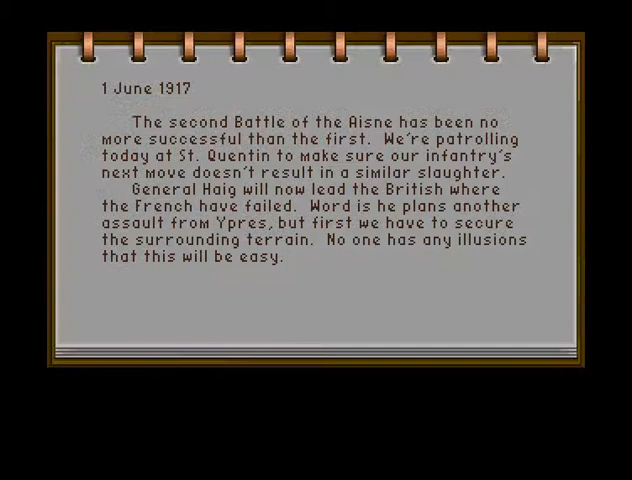 1 June 1917
The second Battle of the Aisne has been no
more successful than the first. We're patrolling
today at St. Quentin to make sure our infantry's
next move doesn't result in a similar slaughter.
General Haig will now lead the British where
the French have failed. Word is he plans another
assault from Ypres, but first we have to secure
the surrounding terrain. No one has any illusions
that this will be easy.